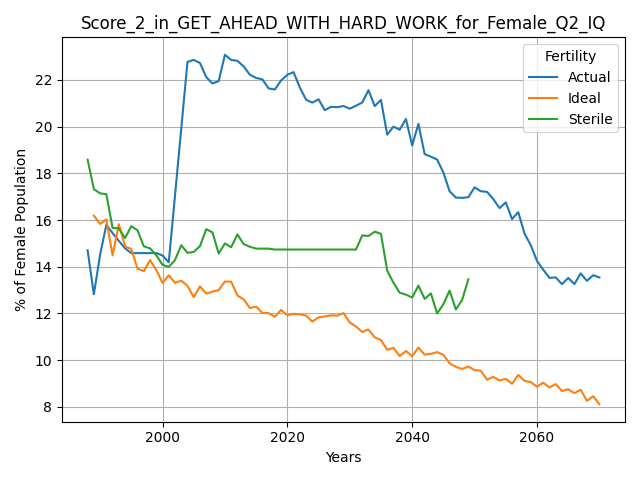 Score_2_in_GET_AHEAD_WITH_HARD_WORK_for_Female_Q2_IQ
Fertility
Actual
Ideal
Sterile
% of Female Population
22
20
18
16
14
12
10
8
2000
2020
2040
2060
Years